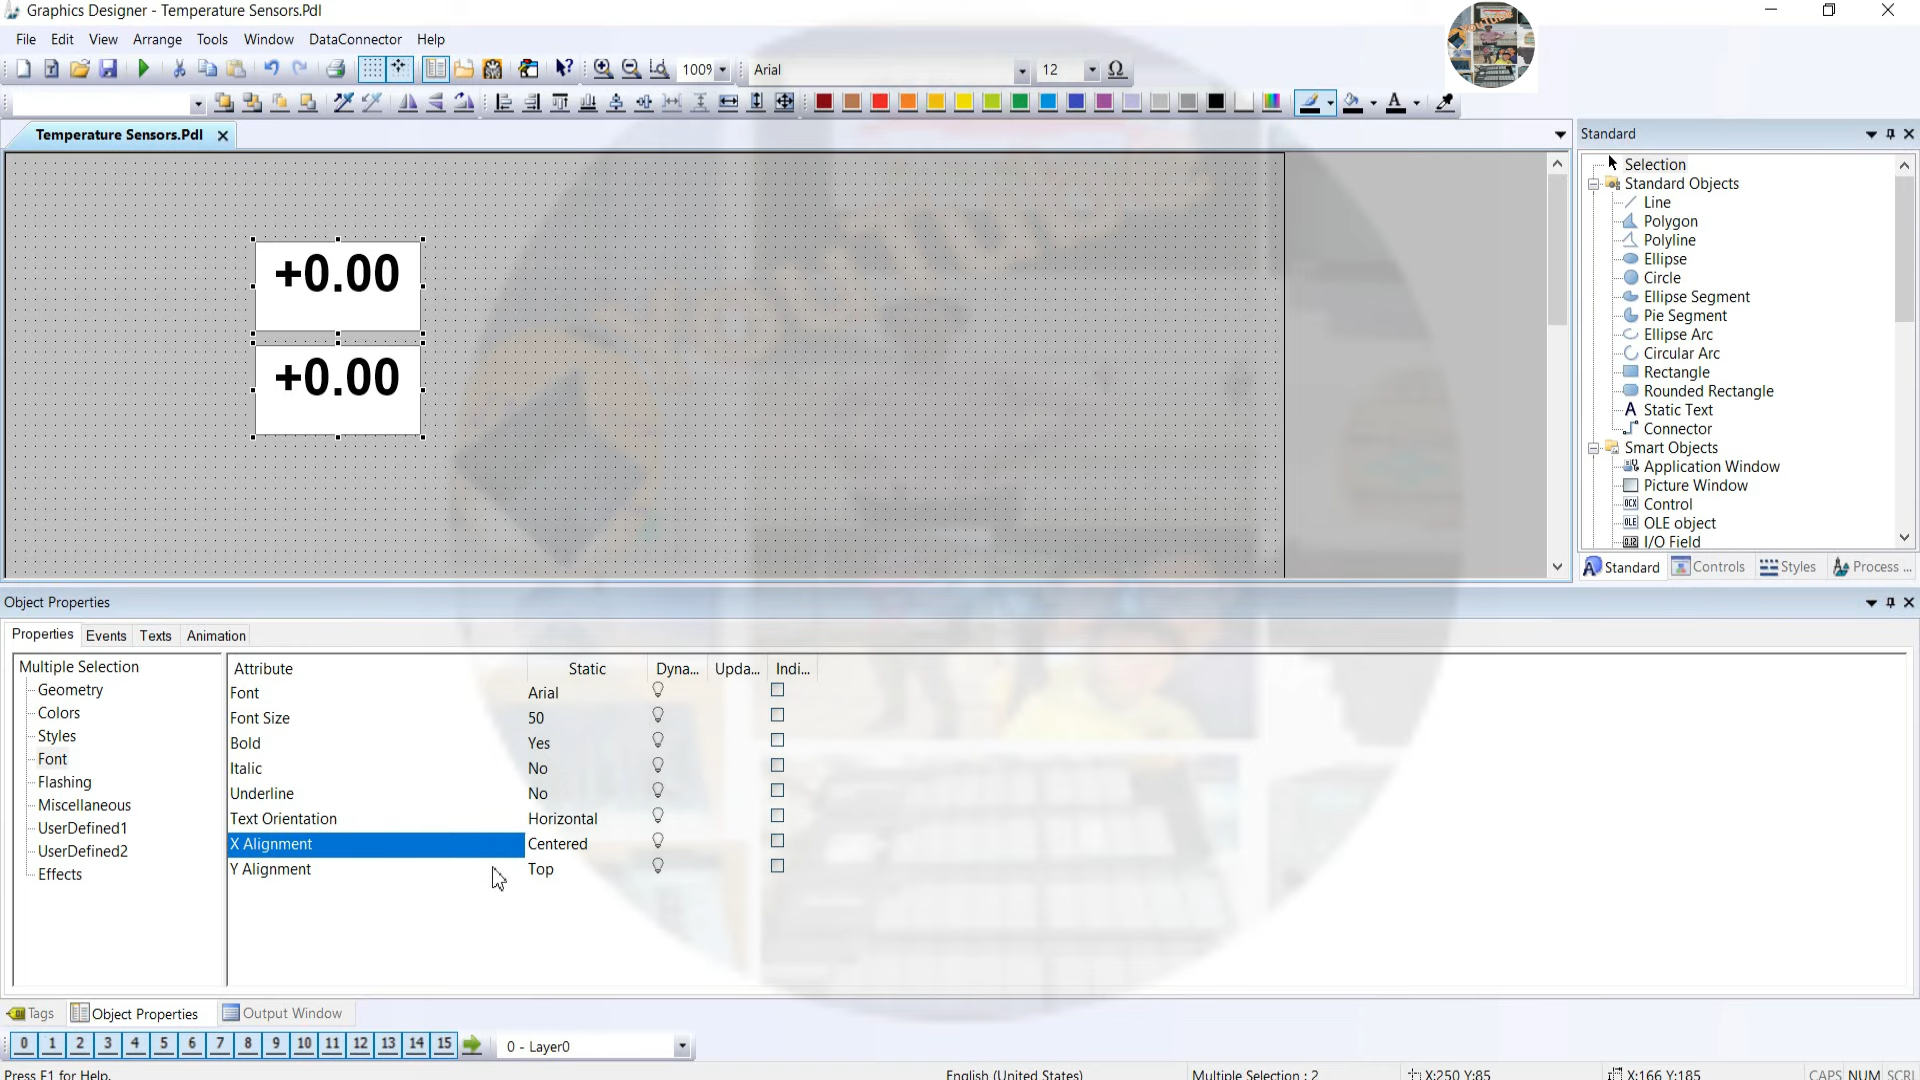 Graphics Designer - Temperature Sensors.Pdl
File Edit View Arrange Tools Window DataConnector Help
1009 Arial 12 Ω
Temperature Sensors.Pdl
Standard
+0.00
+0.00
Selection
Standard Objects
Line
Polygon
Polyline
Ellipse
Circle
Ellipse Segment
Pie Segment
Ellipse Arc
Circular Arc
Rectangle
Rounded Rectangle
A Static Text
Connector
Smart Objects
Application Window
Picture Window
OCX Control
OLE OLE object
0.12 I/O Field
Standard Controls Styles Process ...
Object Properties
Properties Events Texts Animation
Multiple Selection
Geometry
Colors
Styles
Font
Flashing
Miscellaneous
UserDefined1
UserDefined2
Effects
Attribute Static Dyna... Upda... Indi...
Font Arial
Font Size 50
Bold Yes
Italic No
Underline No
Text Orientation Horizontal
X Alignment Centered
Y Alignment Top
Tags Object Properties Output Window
0 1 2 3 4 5 6 7 8 9 10 11 12 13 14 15 0 - Layer0
Press F1 for Help. English (United States) Multiple Selection : 2 X:250 Y:85 X:166 Y:185 CAPS NUM SCRL
YOUTUBE